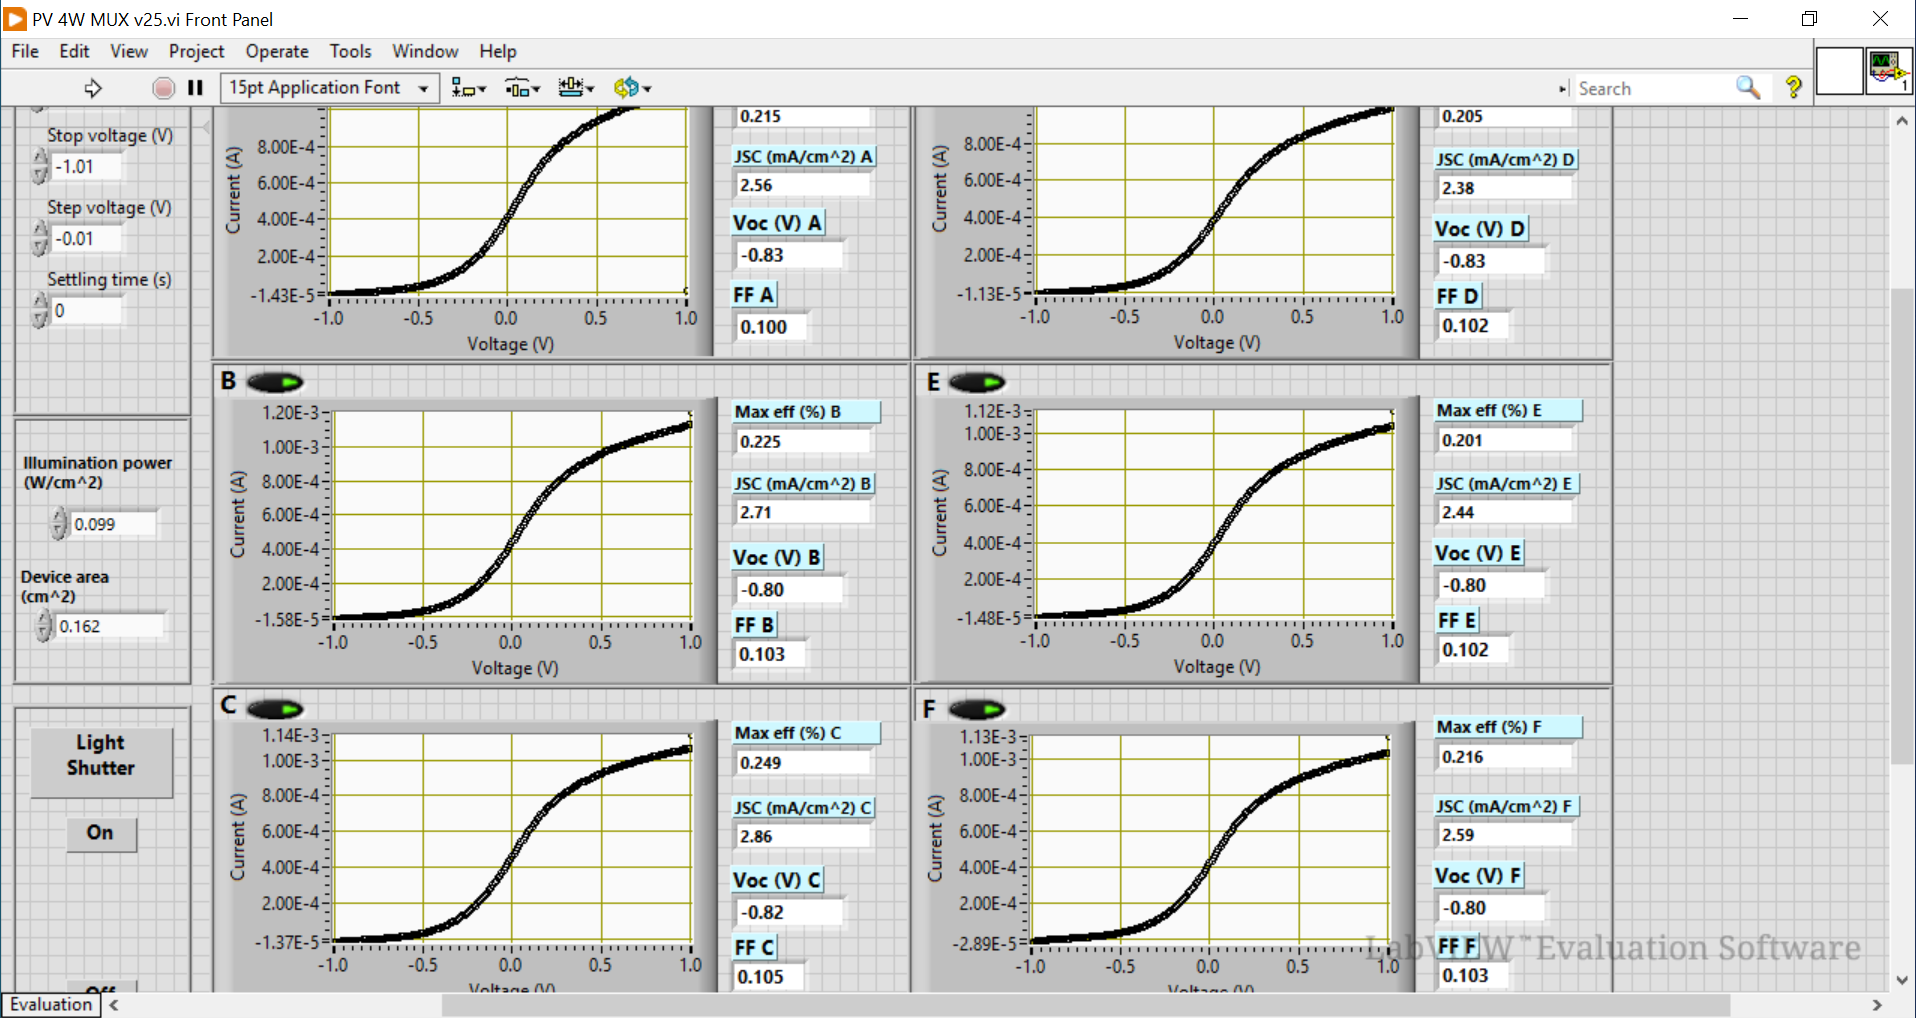 PV 4W MUX v25.vi Front Panel
File Edit View Project Operate Tools Window Help
15pt Application Font
Search
1
Stop voltage (V)
-1.01
Step voltage (V)
-0.01
Settling time (s)
0
Illumination power
(W/cm^2)
0.099
Device area
(cm^2)
0.162
Light
Shutter
On
Off
Current (A)
8.00E-4
6.00E-4
4.00E-4
2.00E-4
-1.43E-5
-1.0 -0.5 0.0 0.5 1.0
Voltage (V)
0.215
JSC (mA/cm^2) A
2.56
Voc (V) A
-0.83
FF A
0.100
Current (A)
8.00E-4
6.00E-4
4.00E-4
2.00E-4
-1.13E-5
-1.0 -0.5 0.0 0.5 1.0
Voltage (V)
0.205
JSC (mA/cm^2) D
2.38
Voc (V) D
-0.83
FF D
0.102
B
Current (A)
1.20E-3
1.00E-3
8.00E-4
6.00E-4
4.00E-4
2.00E-4
-1.58E-5
-1.0 -0.5 0.0 0.5 1.0
Voltage (V)
Max eff (%) B
0.225
JSC (mA/cm^2) B
2.71
Voc (V) B
-0.80
FF B
0.103
E
Current (A)
1.12E-3
1.00E-3
8.00E-4
6.00E-4
4.00E-4
2.00E-4
-1.48E-5
-1.0 -0.5 0.0 0.5 1.0
Voltage (V)
Max eff (%) E
0.201
JSC (mA/cm^2) E
2.44
Voc (V) E
-0.80
FF E
0.102
C
Current (A)
1.14E-3
1.00E-3
8.00E-4
6.00E-4
4.00E-4
2.00E-4
-1.37E-5
-1.0 -0.5 0.0 0.5 1.0
Voltage (V)
Max eff (%) C
0.249
JSC (mA/cm^2) C
2.86
Voc (V) C
-0.82
FF C
0.105
F
Current (A)
1.13E-3
1.00E-3
8.00E-4
6.00E-4
4.00E-4
2.00E-4
-2.89E-5
-1.0 -0.5 0.0 0.5 1.0
Voltage (V)
Max eff (%) F
0.216
JSC (mA/cm^2) F
2.59
Voc (V) F
-0.80
FF F
0.103
LabVIEW™ Evaluation Software
Evaluation